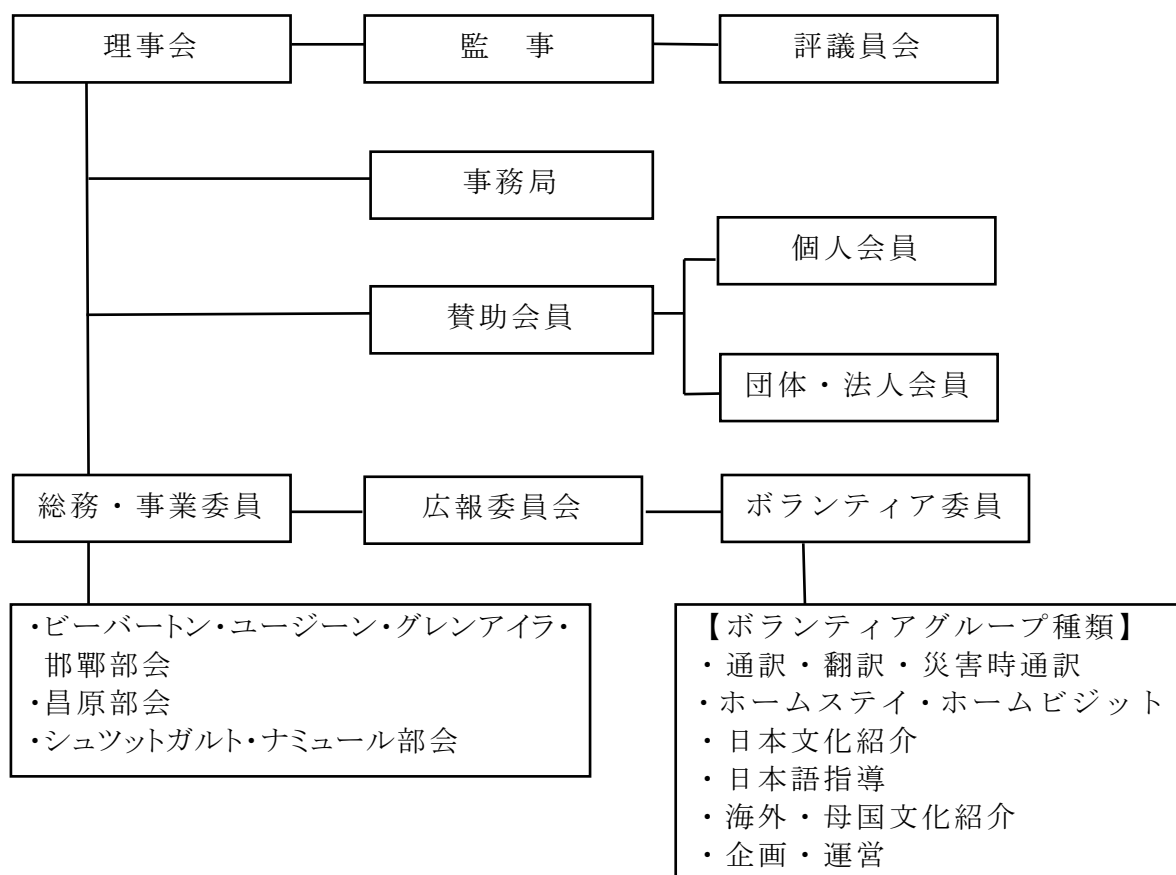 理事会
監　事
評議員会
事務局
個人会員
賛助会員
団体・法人会員
総務・事業委員
広報委員会
ボランティア委員
・ビーバートン・ユージーン・グレンアイラ・
邯鄲部会
・昌原部会
・シュツットガルト・ナミュール部会
【ボランティアグループ種類】
・通訳・翻訳・災害時通訳
・ホームステイ・ホームビジット
・日本文化紹介
・日本語指導
・海外・母国文化紹介
・企画・運営